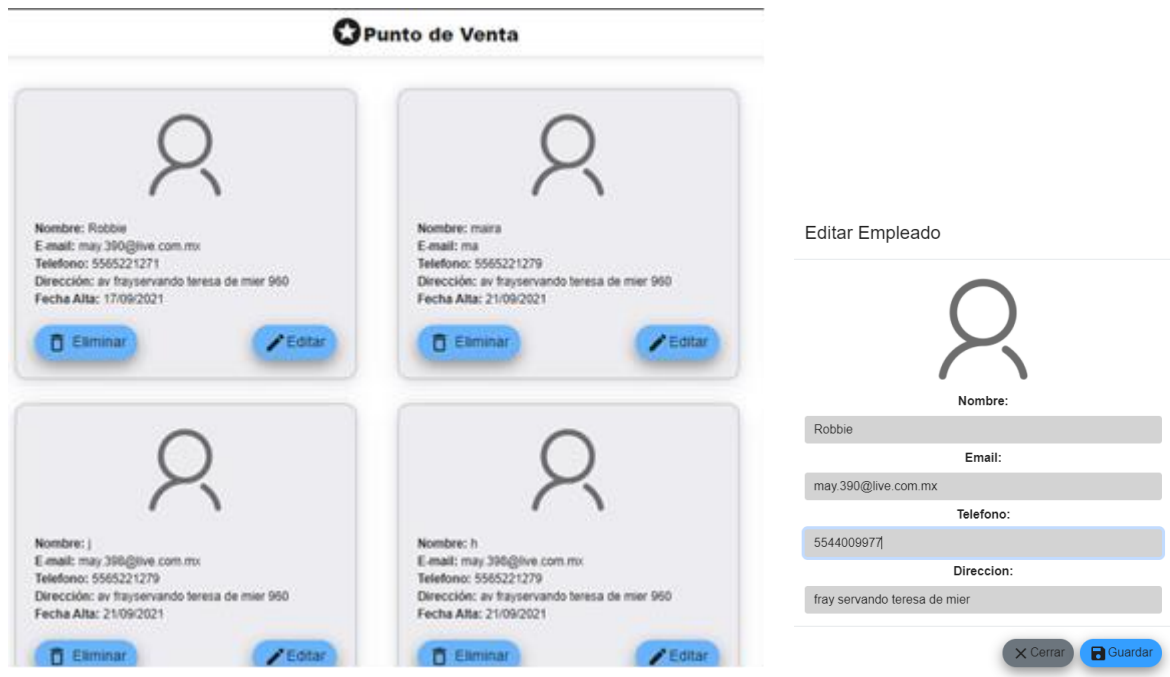 Punto de Venta
Nombre: Robbie
E-mail: may.390@live.com.mx
Telefono: 5565221271
Dirección: av frayservando teresa de mier 960
Fecha Alta: 17/09/2021
Eliminar
Editar
Nombre: maira
E-mail: ma
Telefono: 5565221279
Dirección: av frayservando teresa de mier 960
Fecha Alta: 21/09/2021
Eliminar
Editar
Nombre: j
E-mail: may.398@live.com.mx
Telefono: 5565221279
Dirección: av frayservando teresa de mier 960
Fecha Alta: 21/09/2021
Eliminar
Editar
Nombre: h
E-mail: may.398@live.com.mx
Telefono: 5565221279
Dirección: av frayservando teresa de mier 960
Fecha Alta: 21/09/2021
Eliminar
Editar
Editar Empleado
Nombre:
Robbie
Email:
may.390@live.com.mx
Telefono:
5544009977
Direccion:
fray servando teresa de mier
Cerrar
Guardar